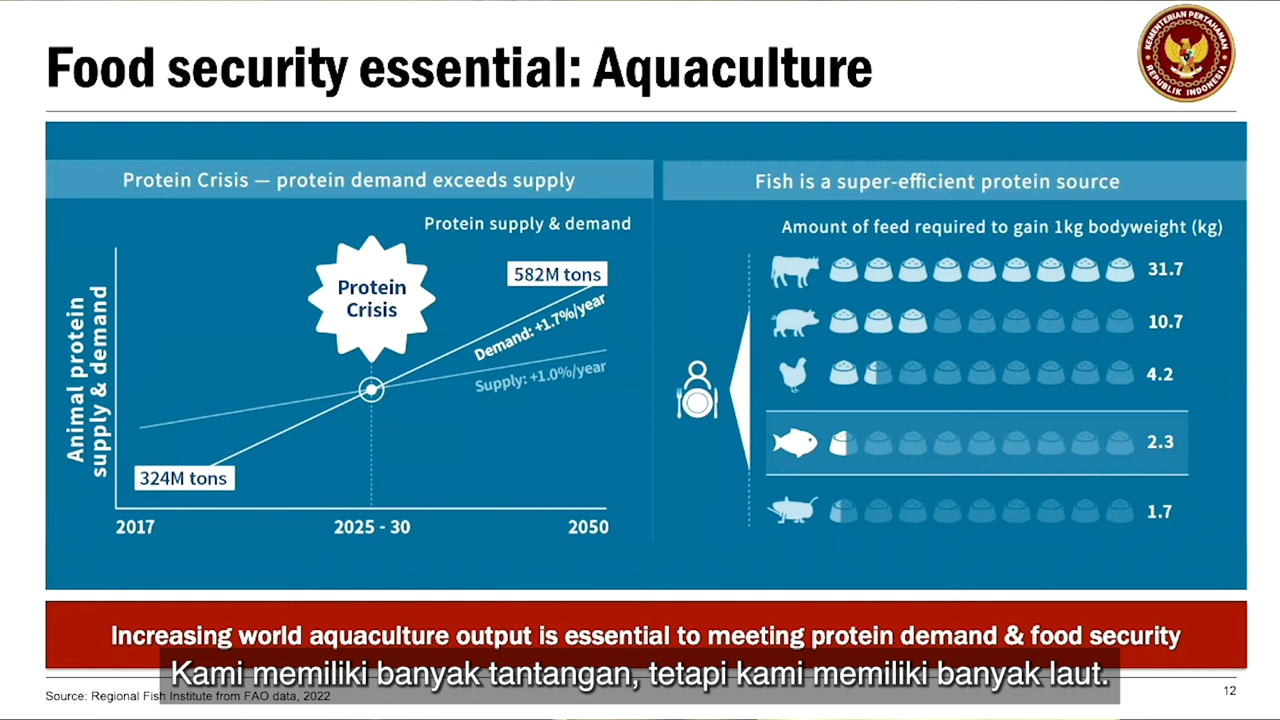 Food security essential: Aquaculture
KEMENTERIAN PERTAHANAN
REPUBLIK INDONESIA
Protein Crisis — protein demand exceeds supply
Protein supply & demand
Animal protein
supply & demand
Protein
Crisis
582M tons
Demand: +1.7%/year
Supply: +1.0%/year
324M tons
2017
2025 - 30
2050
Fish is a super-efficient protein source
Amount of feed required to gain 1kg bodyweight (kg)
31.7
10.7
4.2
2.3
1.7
Increasing world aquaculture output is essential to meeting protein demand & food security
Kami memiliki banyak tantangan, tetapi kami memiliki banyak laut.
Source: Regional Fish Institute from FAO data, 2022
12